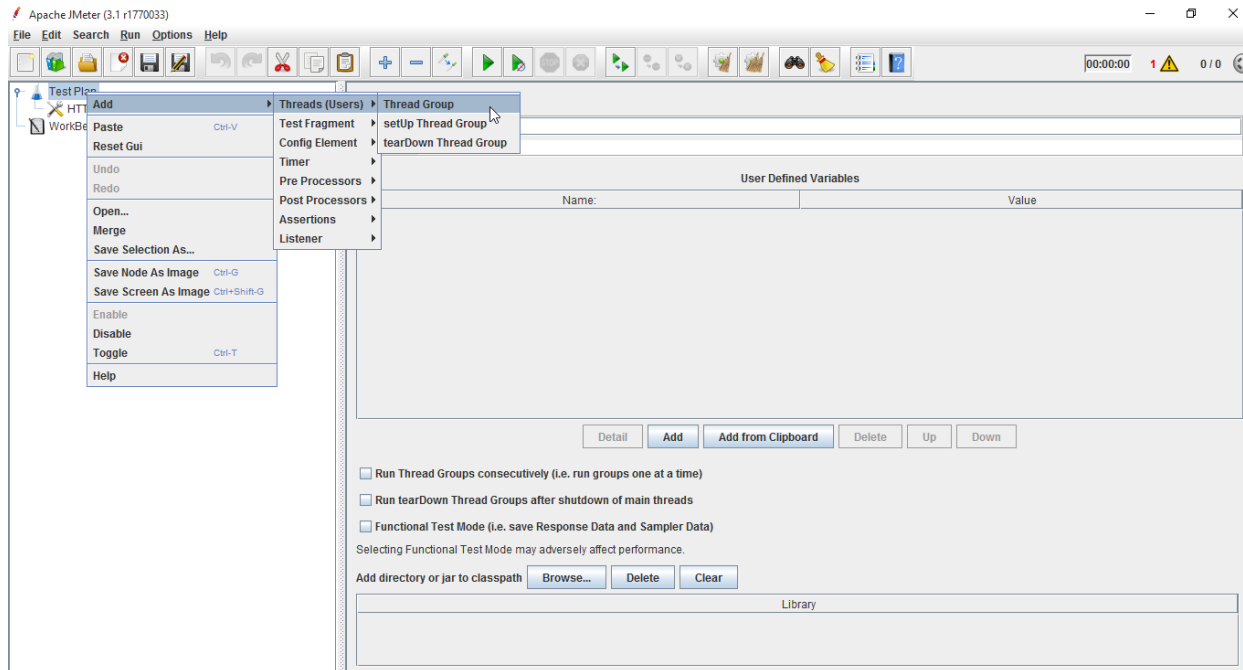 Apache JMeter (3.1 r1770033)
File Edit Search Run Options Help
00:00:00 1 0 / 0
Test Plan
HTT
WorkBe
Add
Paste Ctrl-V
Reset Gui
Undo
Redo
Open...
Merge
Save Selection As...
Save Node As Image Ctrl-G
Save Screen As Image Ctrl+Shift-G
Enable
Disable
Toggle Ctrl-T
Help
Threads (Users)
Test Fragment
Config Element
Timer
Pre Processors
Post Processors
Assertions
Listener
Thread Group
setUp Thread Group
tearDown Thread Group
User Defined Variables
Name: Value
Detail Add Add from Clipboard Delete Up Down
Run Thread Groups consecutively (i.e. run groups one at a time)
Run tearDown Thread Groups after shutdown of main threads
Functional Test Mode (i.e. save Response Data and Sampler Data)
Selecting Functional Test Mode may adversely affect performance.
Add directory or jar to classpath Browse... Delete Clear
Library